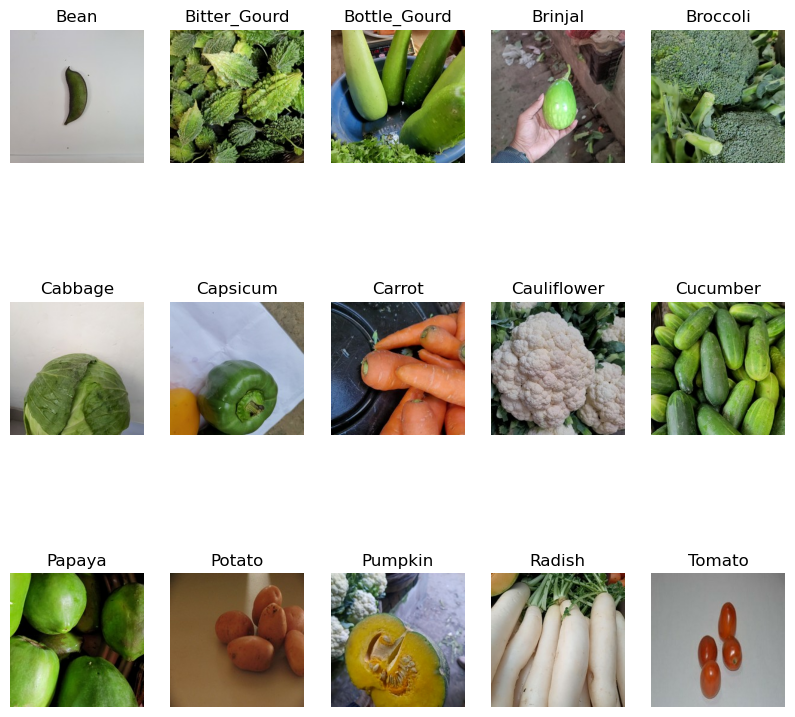 Bean
Bitter_Gourd
Bottle_Gourd
Brinjal
Broccoli
Cabbage
Capsicum
Carrot
Cauliflower
Cucumber
Papaya
Potato
Pumpkin
Radish
Tomato